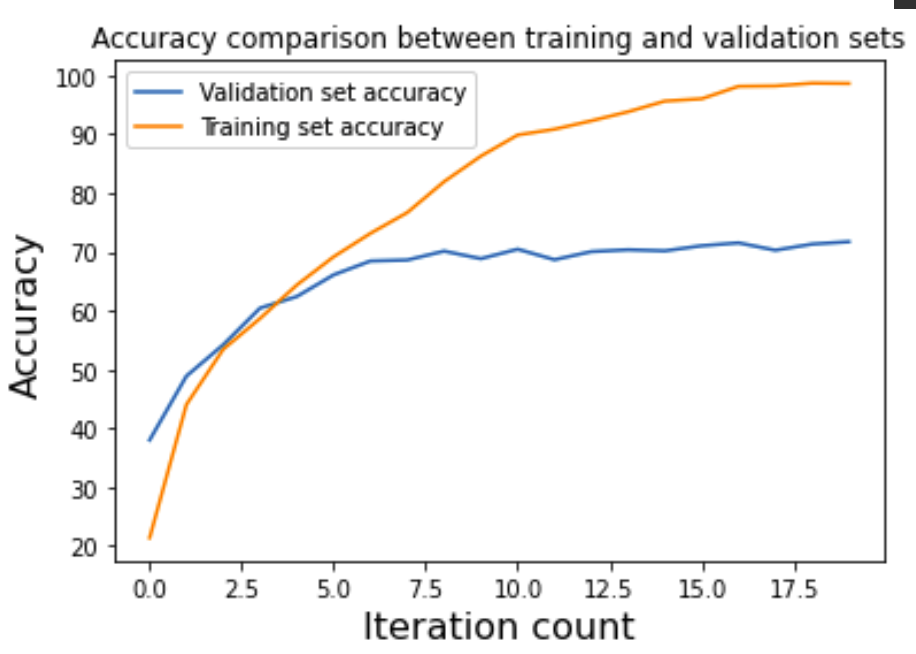 Accuracy comparison between training and validation sets
Validation set accuracy
Training set accuracy
100
90
80
70
60
50
40
30
20
Accuracy
0.0 2.5 5.0 7.5 10.0 12.5 15.0 17.5
Iteration count